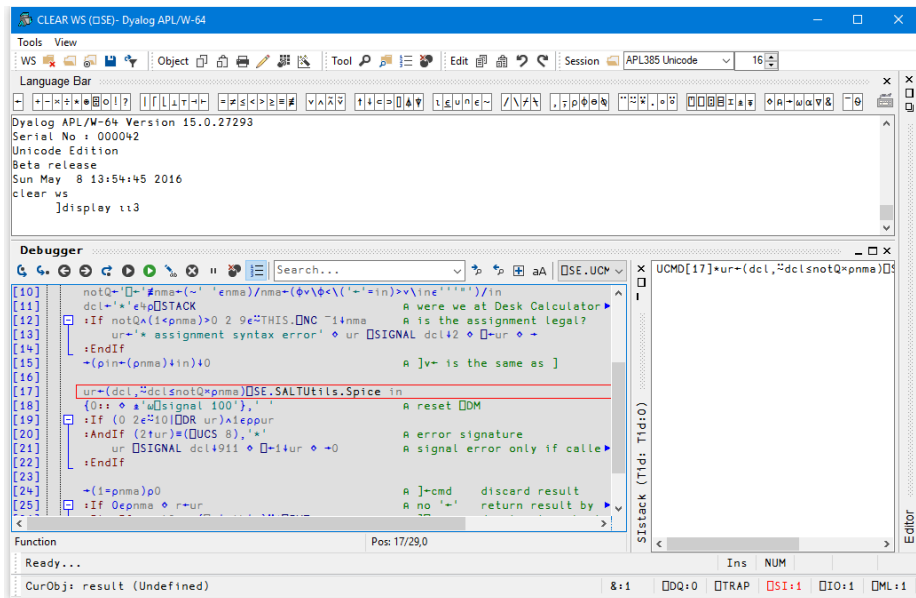 CLEAR WS (⎕SE)- Dyalog APL/W-64
Tools View
WS Object Tool Edit Session APL385 Unicode 16
Language Bar
Dyalog APL/W-64 Version 15.0.27293
Serial No : 000042
Unicode Edition
Beta release
Sun May  8 13:54:45 2016
clear ws
]display ⍳⍳3
Debugger
Search... aA ⎕SE.UCM
[10]
[11] dcl←'*'∊4⍴⎕STACK ⍝ were we at Desk Calculator
[12] :If notQ∧(1<⍴nma)>0 2 9∊⍨THIS.⎕NC ¯1↓nma ⍝ is the assignment legal?
[13] ur←'* assignment syntax error' ⋄ ur ⎕SIGNAL dcl↓2 ⋄ ⎕←ur ⋄ →
[14] :EndIf
[15] →(⍴in←(⍴nma)↓in)↓0 ⍝ ]v← is the same as ]
[16]
[17] ur←(dcl,⍨dcl≤notQ×⍴nma)⎕SE.SALTUtils.Spice in
[18] {0:: ⋄ ⍎'⍵⎕signal 100'},' ' ⍝ reset ⎕DM
[19] :If (0 2∊⍨10|⎕DR ur)∧1∊⍴⍴ur
[20] :AndIf (2↑ur)≡(⎕UCS 8),'*' ⍝ error signature
[21] ur ⎕SIGNAL dcl↓911 ⋄ ⎕←1↓ur ⋄ →0 ⍝ signal error only if calle
[22] :EndIf
[23]
[24] →(1=⍴nma)⍴0 ⍝ ]←cmd discard result
[25] :If 0∊⍴nma ⋄ r←ur ⍝ no '←' return result by
UCMD[17]*ur←(dcl,⍨dcl≤notQ×⍴nma)⎕S
SIstack (Tid: Tid:0)
Editor
Function Pos: 17/29,0
Ready... Ins NUM
CurObj: result (Undefined) &:1 ⎕DQ:0 ⎕TRAP ⎕SI:1 ⎕IO:1 ⎕ML:1